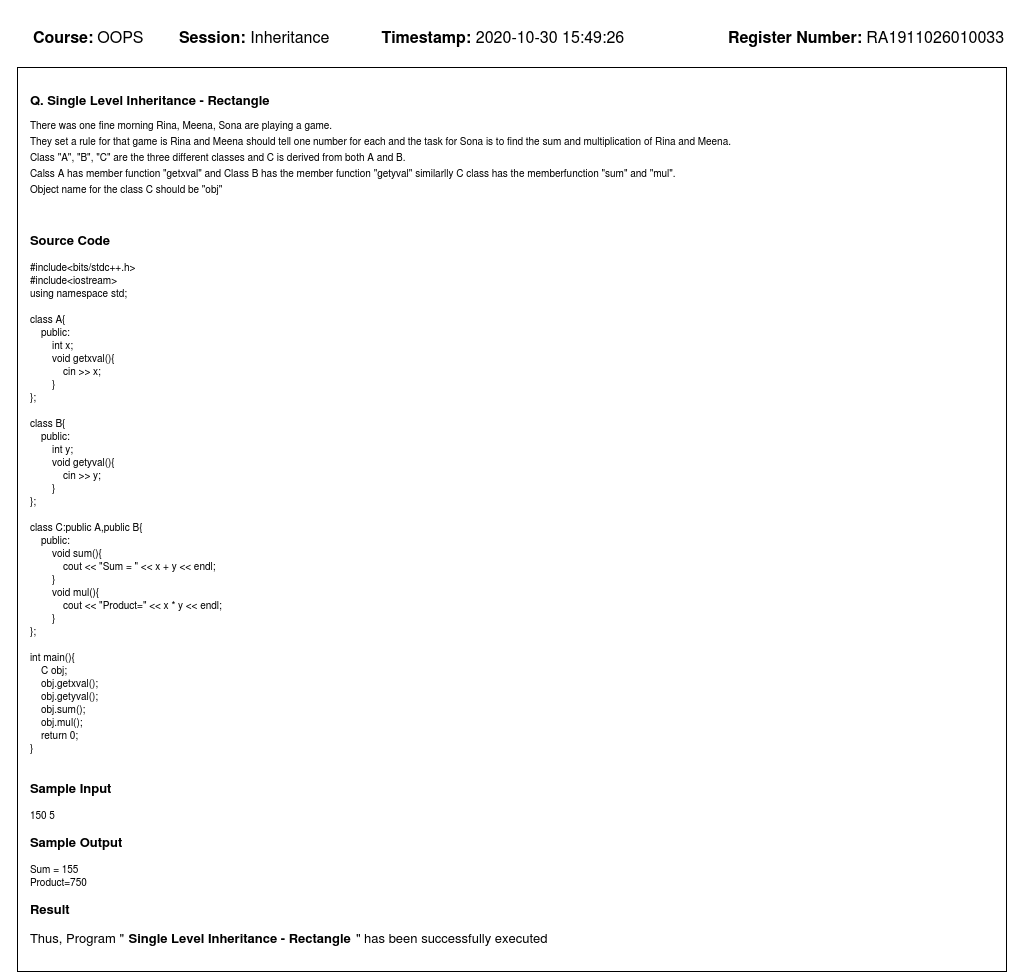 Course: OOPS Session: Inheritance Timestamp: 2020-10-30 15:49:26 Register Number: RA1911026010033
Q. Single Level Inheritance - Rectangle
There was one fine morning Rina, Meena, Sona are playing a game.
They set a rule for that game is Rina and Meena should tell one number for each and the task for Sona is to find the sum and multiplication of Rina and Meena.
Class "A", "B", "C" are the three different classes and C is derived from both A and B.
Calss A has member function "getxval" and Class B has the member function "getyval" similarlly C class has the memberfunction "sum" and "mul".
Object name for the class C should be "obj"
Source Code
#include<bits/stdc++.h>
#include<iostream>
using namespace std;
class A{
    public:
        int x;
        void getxval(){
            cin >> x;
        }
};
class B{
    public:
        int y;
        void getyval(){
            cin >> y;
        }
};
class C:public A,public B{
    public:
        void sum(){
            cout << "Sum = " << x + y << endl;
        }
        void mul(){
            cout << "Product=" << x * y << endl;
        }
};
int main(){
    C obj;
    obj.getxval();
    obj.getyval();
    obj.sum();
    obj.mul();
    return 0;
}
Sample Input
150 5
Sample Output
Sum = 155
Product=750
Result
Thus, Program " Single Level Inheritance - Rectangle " has been successfully executed